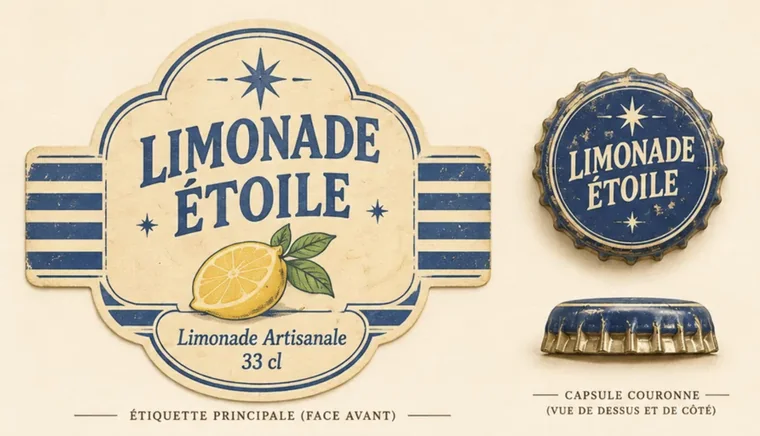 LIMONADE
ÉTOILE
Limonade Artisanale
33 cl
ÉTIQUETTE PRINCIPALE (FACE AVANT)
LIMONADE
ÉTOILE
CAPSULE COURONNE
(VUE DE DESSUS ET DE CÔTÉ)